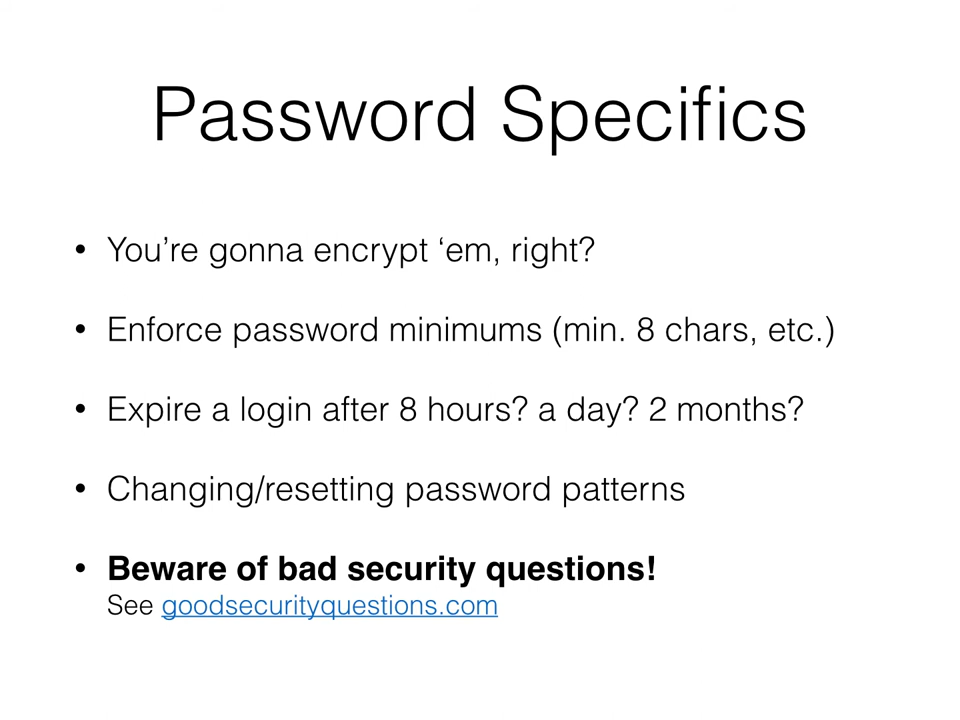 Password Specifics
• You’re gonna encrypt ‘em, right?
• Enforce password minimums (min. 8 chars, etc.)
• Expire a login after 8 hours? a day? 2 months?
• Changing/resetting password patterns
• Beware of bad security questions!
See goodsecurityquestions.com